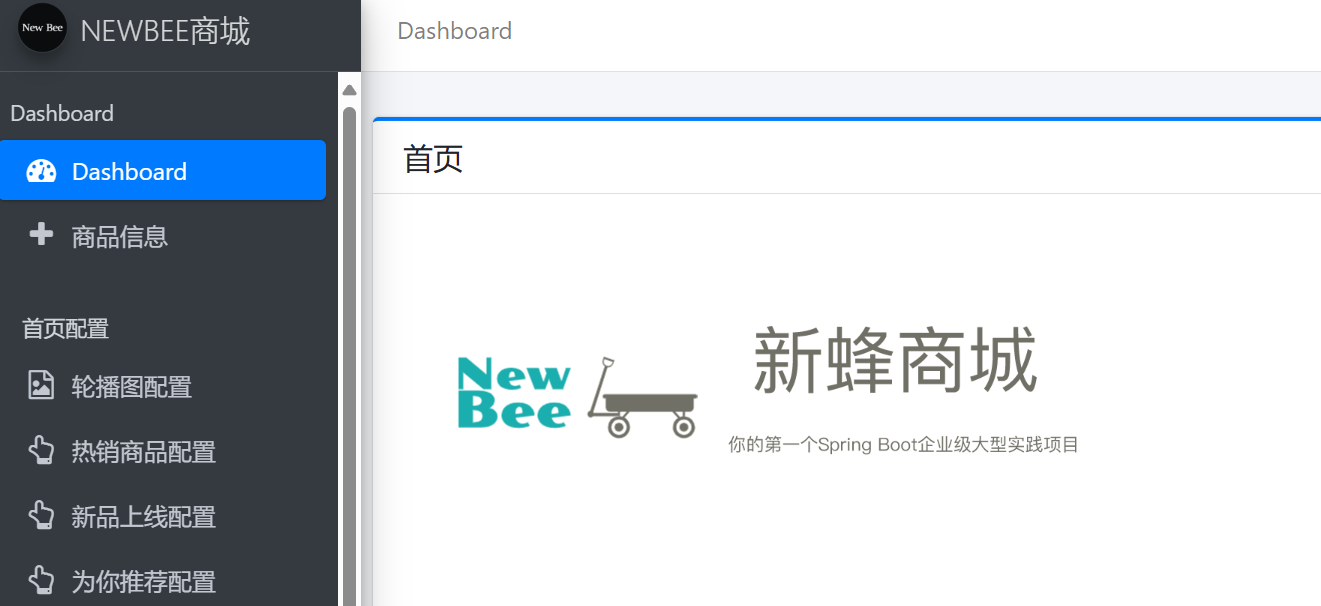 New Bee
NEWBEE商城
Dashboard
Dashboard
Dashboard
商品信息
首页配置
轮播图配置
热销商品配置
新品上线配置
为你推荐配置
首页
New
Bee
新蜂商城
你的第一个Spring Boot企业级大型实践项目